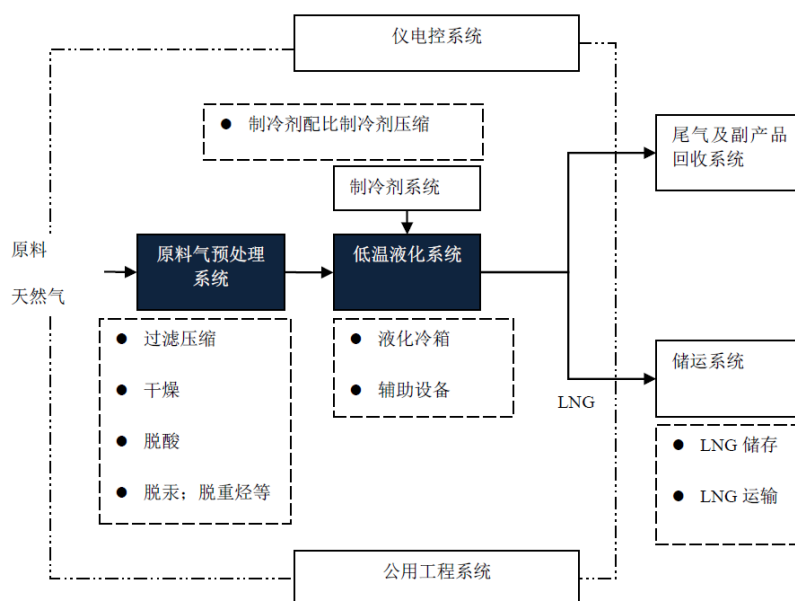 仪电控系统
● 制冷剂配比制冷剂压缩
尾气及副产品
回收系统
制冷剂系统
原料
天然气
原料气预处理
系统
低温液化系统
● 过滤压缩
● 干燥
● 脱酸
● 脱汞；脱重烃等
● 液化冷箱
● 辅助设备
LNG
储运系统
● LNG 储存
● LNG 运输
公用工程系统